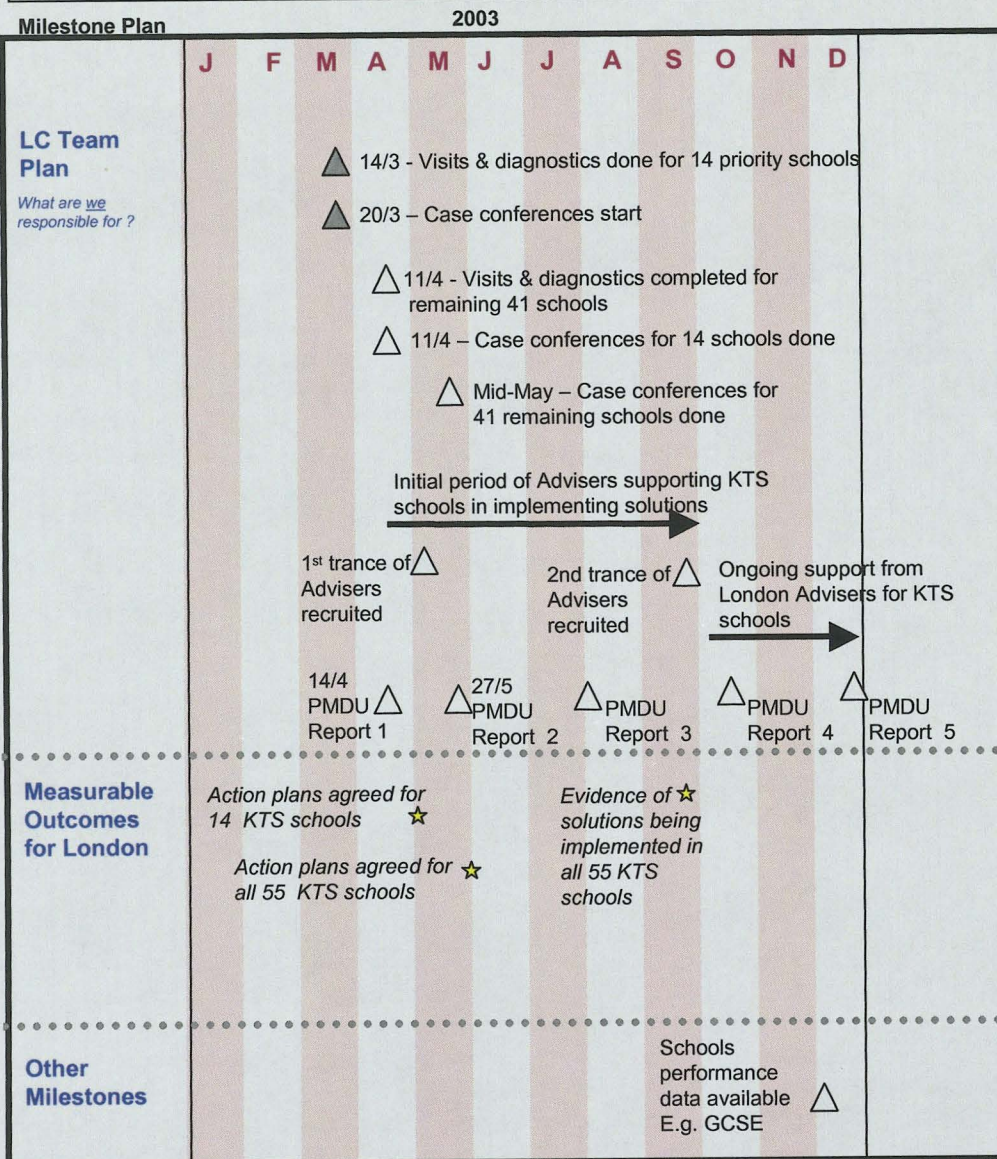 Milestone Plan
2003
J F M A M J J A S O N D
LC Team
Plan
What are we
responsible for ?
14/3 - Visits & diagnostics done for 14 priority schools
20/3 – Case conferences start
11/4 - Visits & diagnostics completed for
remaining 41 schools
11/4 – Case conferences for 14 schools done
Mid-May – Case conferences for
41 remaining schools done
Initial period of Advisers supporting KTS
schools in implementing solutions
1st trance of
Advisers
recruited
2nd trance of
Advisers
recruited
Ongoing support from
London Advisers for KTS
schools
14/4
PMDU
Report 1
27/5
PMDU
Report 2
PMDU
Report 3
PMDU
Report 4
PMDU
Report 5
Measurable
Outcomes
for London
Action plans agreed for
14 KTS schools
Action plans agreed for
all 55 KTS schools
Evidence of
solutions being
implemented in
all 55 KTS
schools
Other
Milestones
Schools
performance
data available
E.g. GCSE